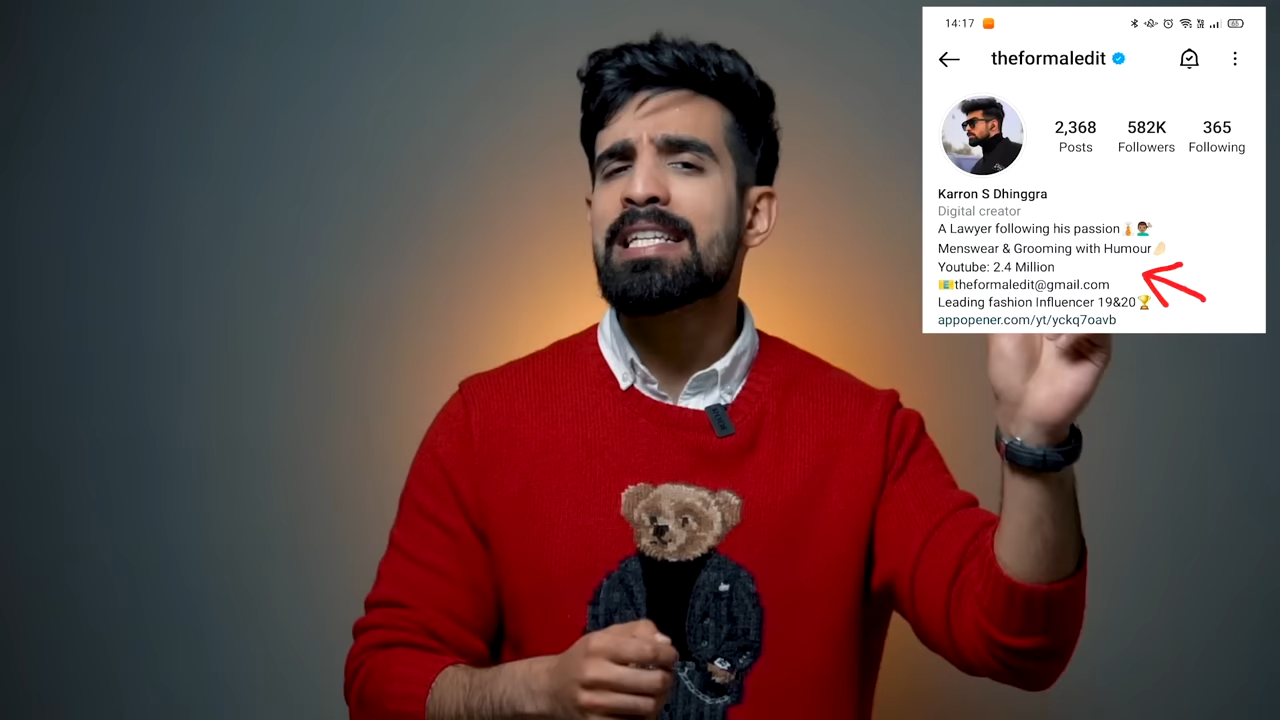 14:17
65
theformaledit
2,368 582K 365
Posts Followers Following
Karron S Dhinggra
Digital creator
A Lawyer following his passion👔💇🏽‍♂️
Menswear & Grooming with Humour🤌🏻
Youtube: 2.4 Million
📧theformaledit@gmail.com
Leading fashion Influencer 19&20🏆
appopener.com/yt/yckq7oavb